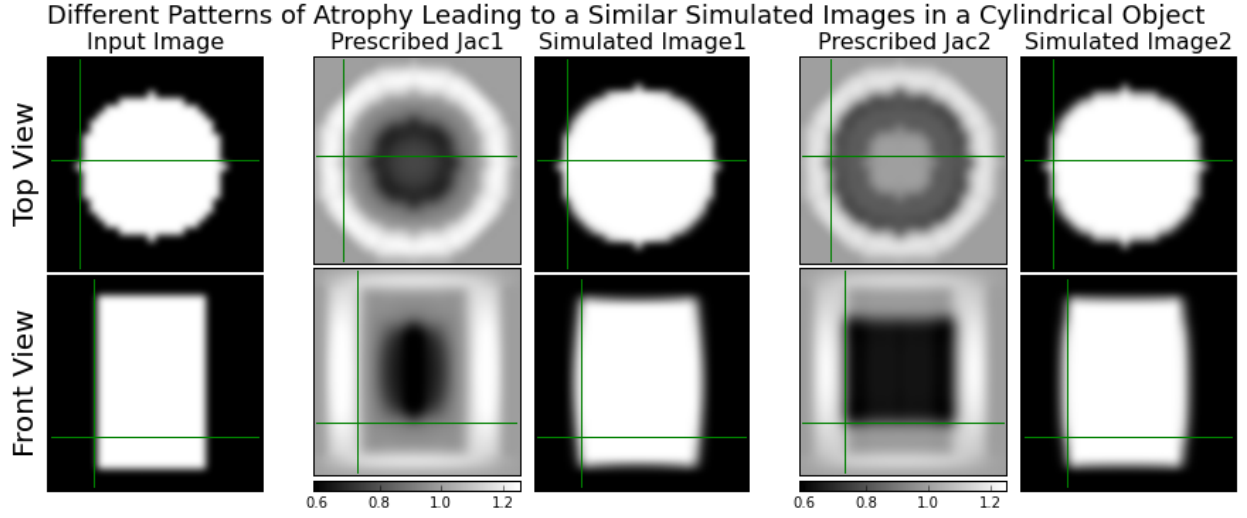 Different Patterns of Atrophy Leading to a Similar Simulated Images in a Cylindrical Object
Input Image
Prescribed Jac1
Simulated Image1
Prescribed Jac2
Simulated Image2
Top View
Front View
0.6 0.8 1.0 1.2
0.6 0.8 1.0 1.2